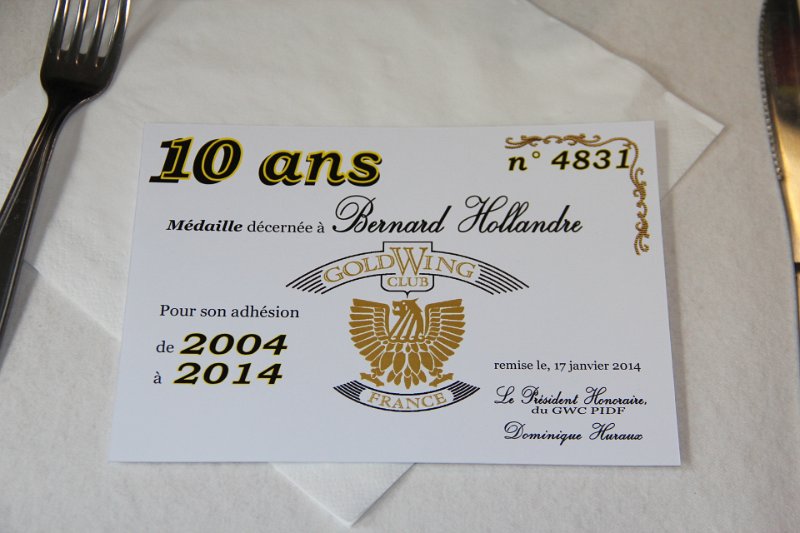 10 ans
n° 4831
Médaille décernée à Bernard Hollandre
GOLDWING
CLUB
FRANCE
Pour son adhésion
de 2004
à 2014
remise le, 17 janvier 2014
Le Président Honoraire,
du GWC PIDF
Dominique Huraux